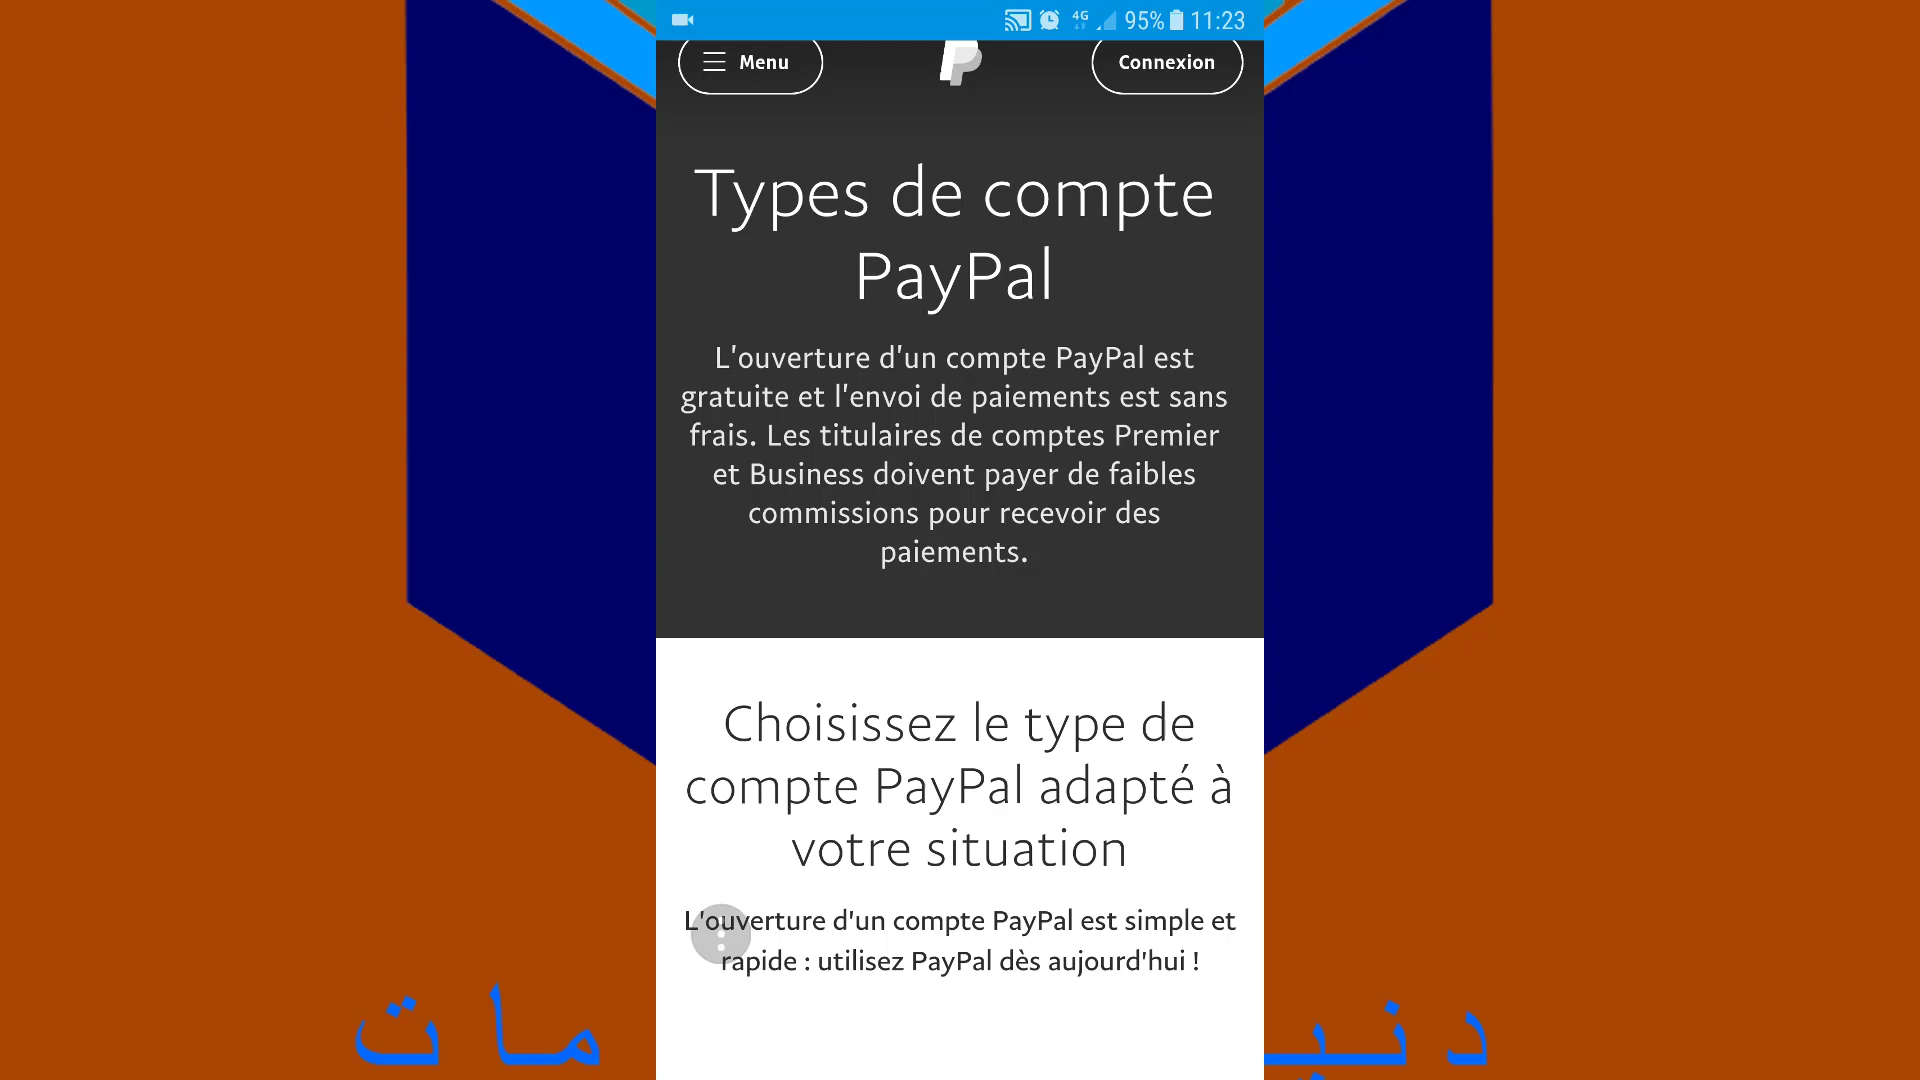 95% 11:23
4G
Menu
Connexion
Types de compte
PayPal
L'ouverture d'un compte PayPal est
gratuite et l'envoi de paiements est sans
frais. Les titulaires de comptes Premier
et Business doivent payer de faibles
commissions pour recevoir des
paiements.
Choisissez le type de
compte PayPal adapté à
votre situation
L'ouverture d'un compte PayPal est simple et
rapide : utilisez PayPal dès aujourd'hui !